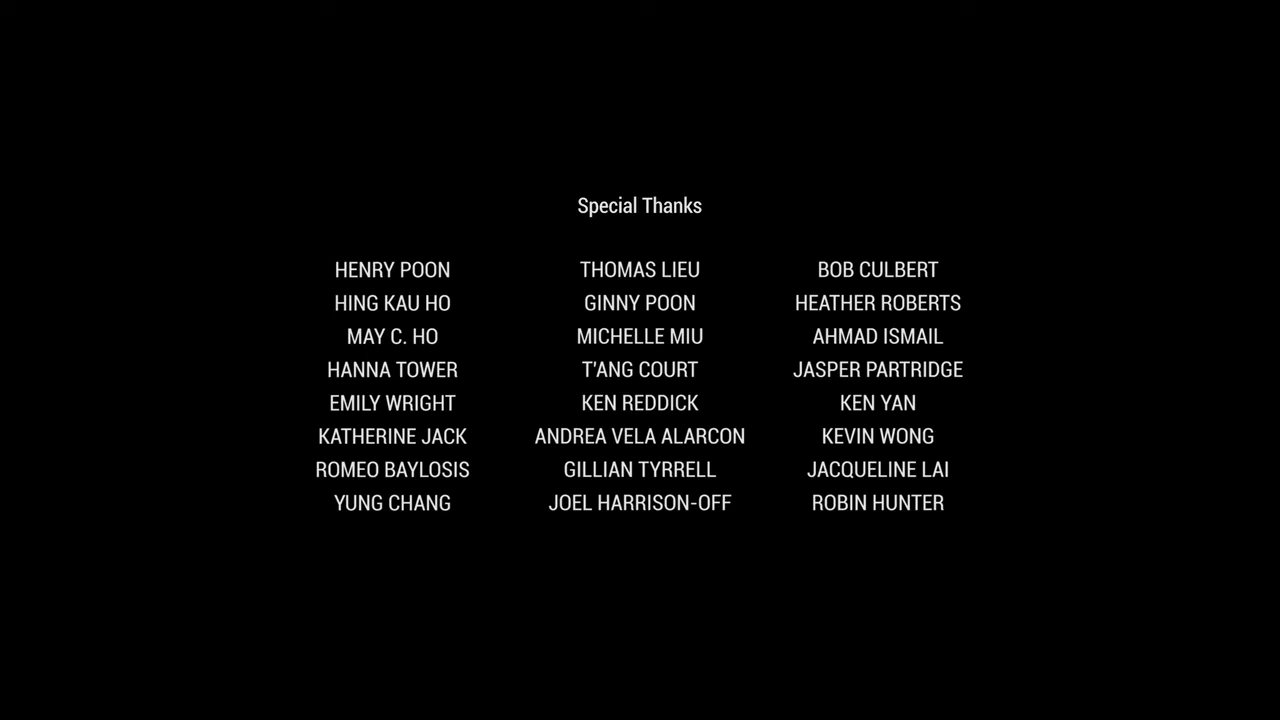 Special Thanks
HENRY POON THOMAS LIEU BOB CULBERT
HING KAU HO GINNY POON HEATHER ROBERTS
MAY C. HO MICHELLE MIU AHMAD ISMAIL
HANNA TOWER T'ANG COURT JASPER PARTRIDGE
EMILY WRIGHT KEN REDDICK KEN YAN
KATHERINE JACK ANDREA VELA ALARCON KEVIN WONG
ROMEO BAYLOSIS GILLIAN TYRRELL JACQUELINE LAI
YUNG CHANG JOEL HARRISON-OFF ROBIN HUNTER